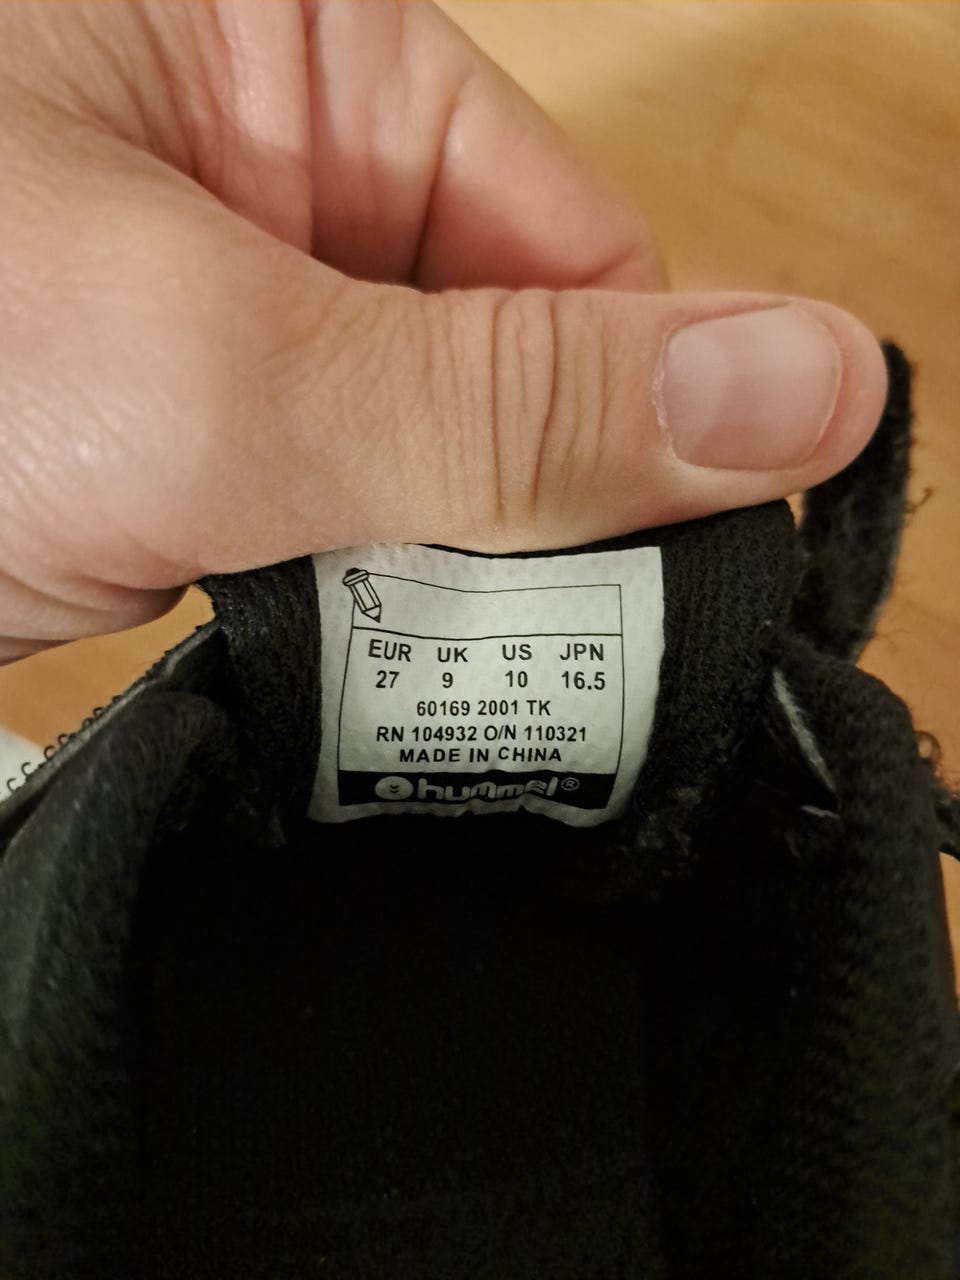 EUR UK US JPN
27 9 10 16.5
60169 2001 TK
RN 104932 O/N 110321
MADE IN CHINA
hummel®